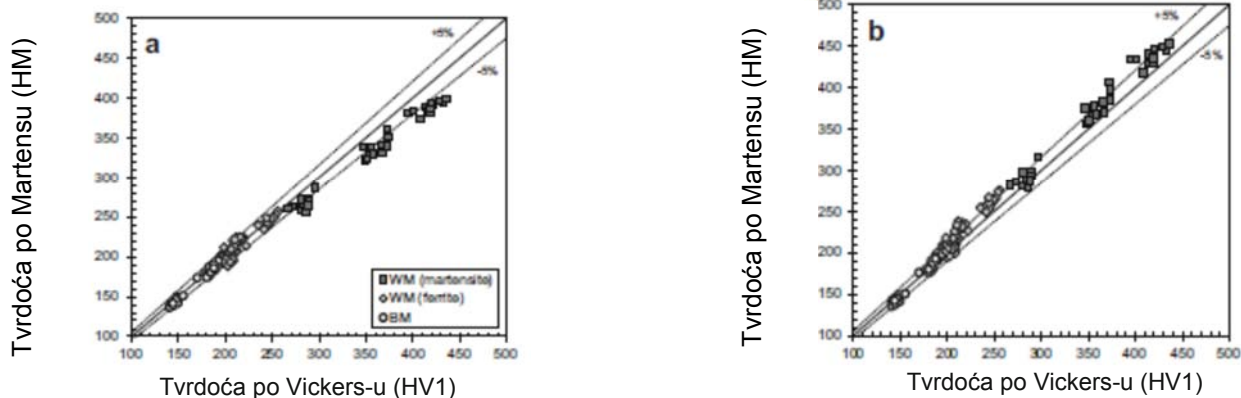 a
Tvrdoća po Martensu (HM)
500
450
400
350
300
250
200
150
100
+5%
-5%
WM (martensite)
WM (ferrite)
BM
100 150 200 250 300 350 400 450 500
Tvrdoća po Vickers-u (HV1)
b
Tvrdoća po Martensu (HM)
500
450
400
350
300
250
200
150
100
+5%
-5%
100 150 200 250 300 350 400 450 500
Tvrdoća po Vickers-u (HV1)